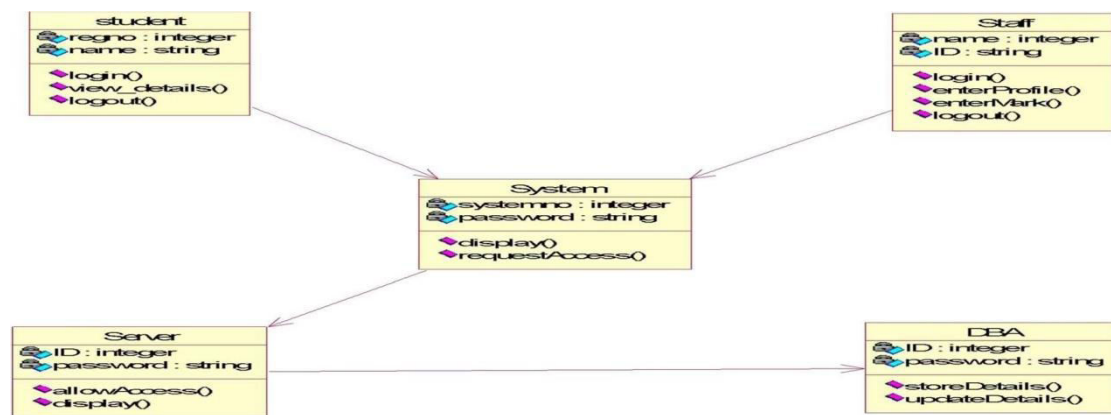 student
regno : integer
name : string
login()
view_details()
logout()
Staff
name : integer
ID : string
login()
enterProfile()
enterMark()
logout()
System
systemno : integer
password : string
display()
requestAccess()
Server
ID : integer
password : string
allowAccess()
display()
DBA
ID : integer
password : string
storeDetails()
updateDetails()